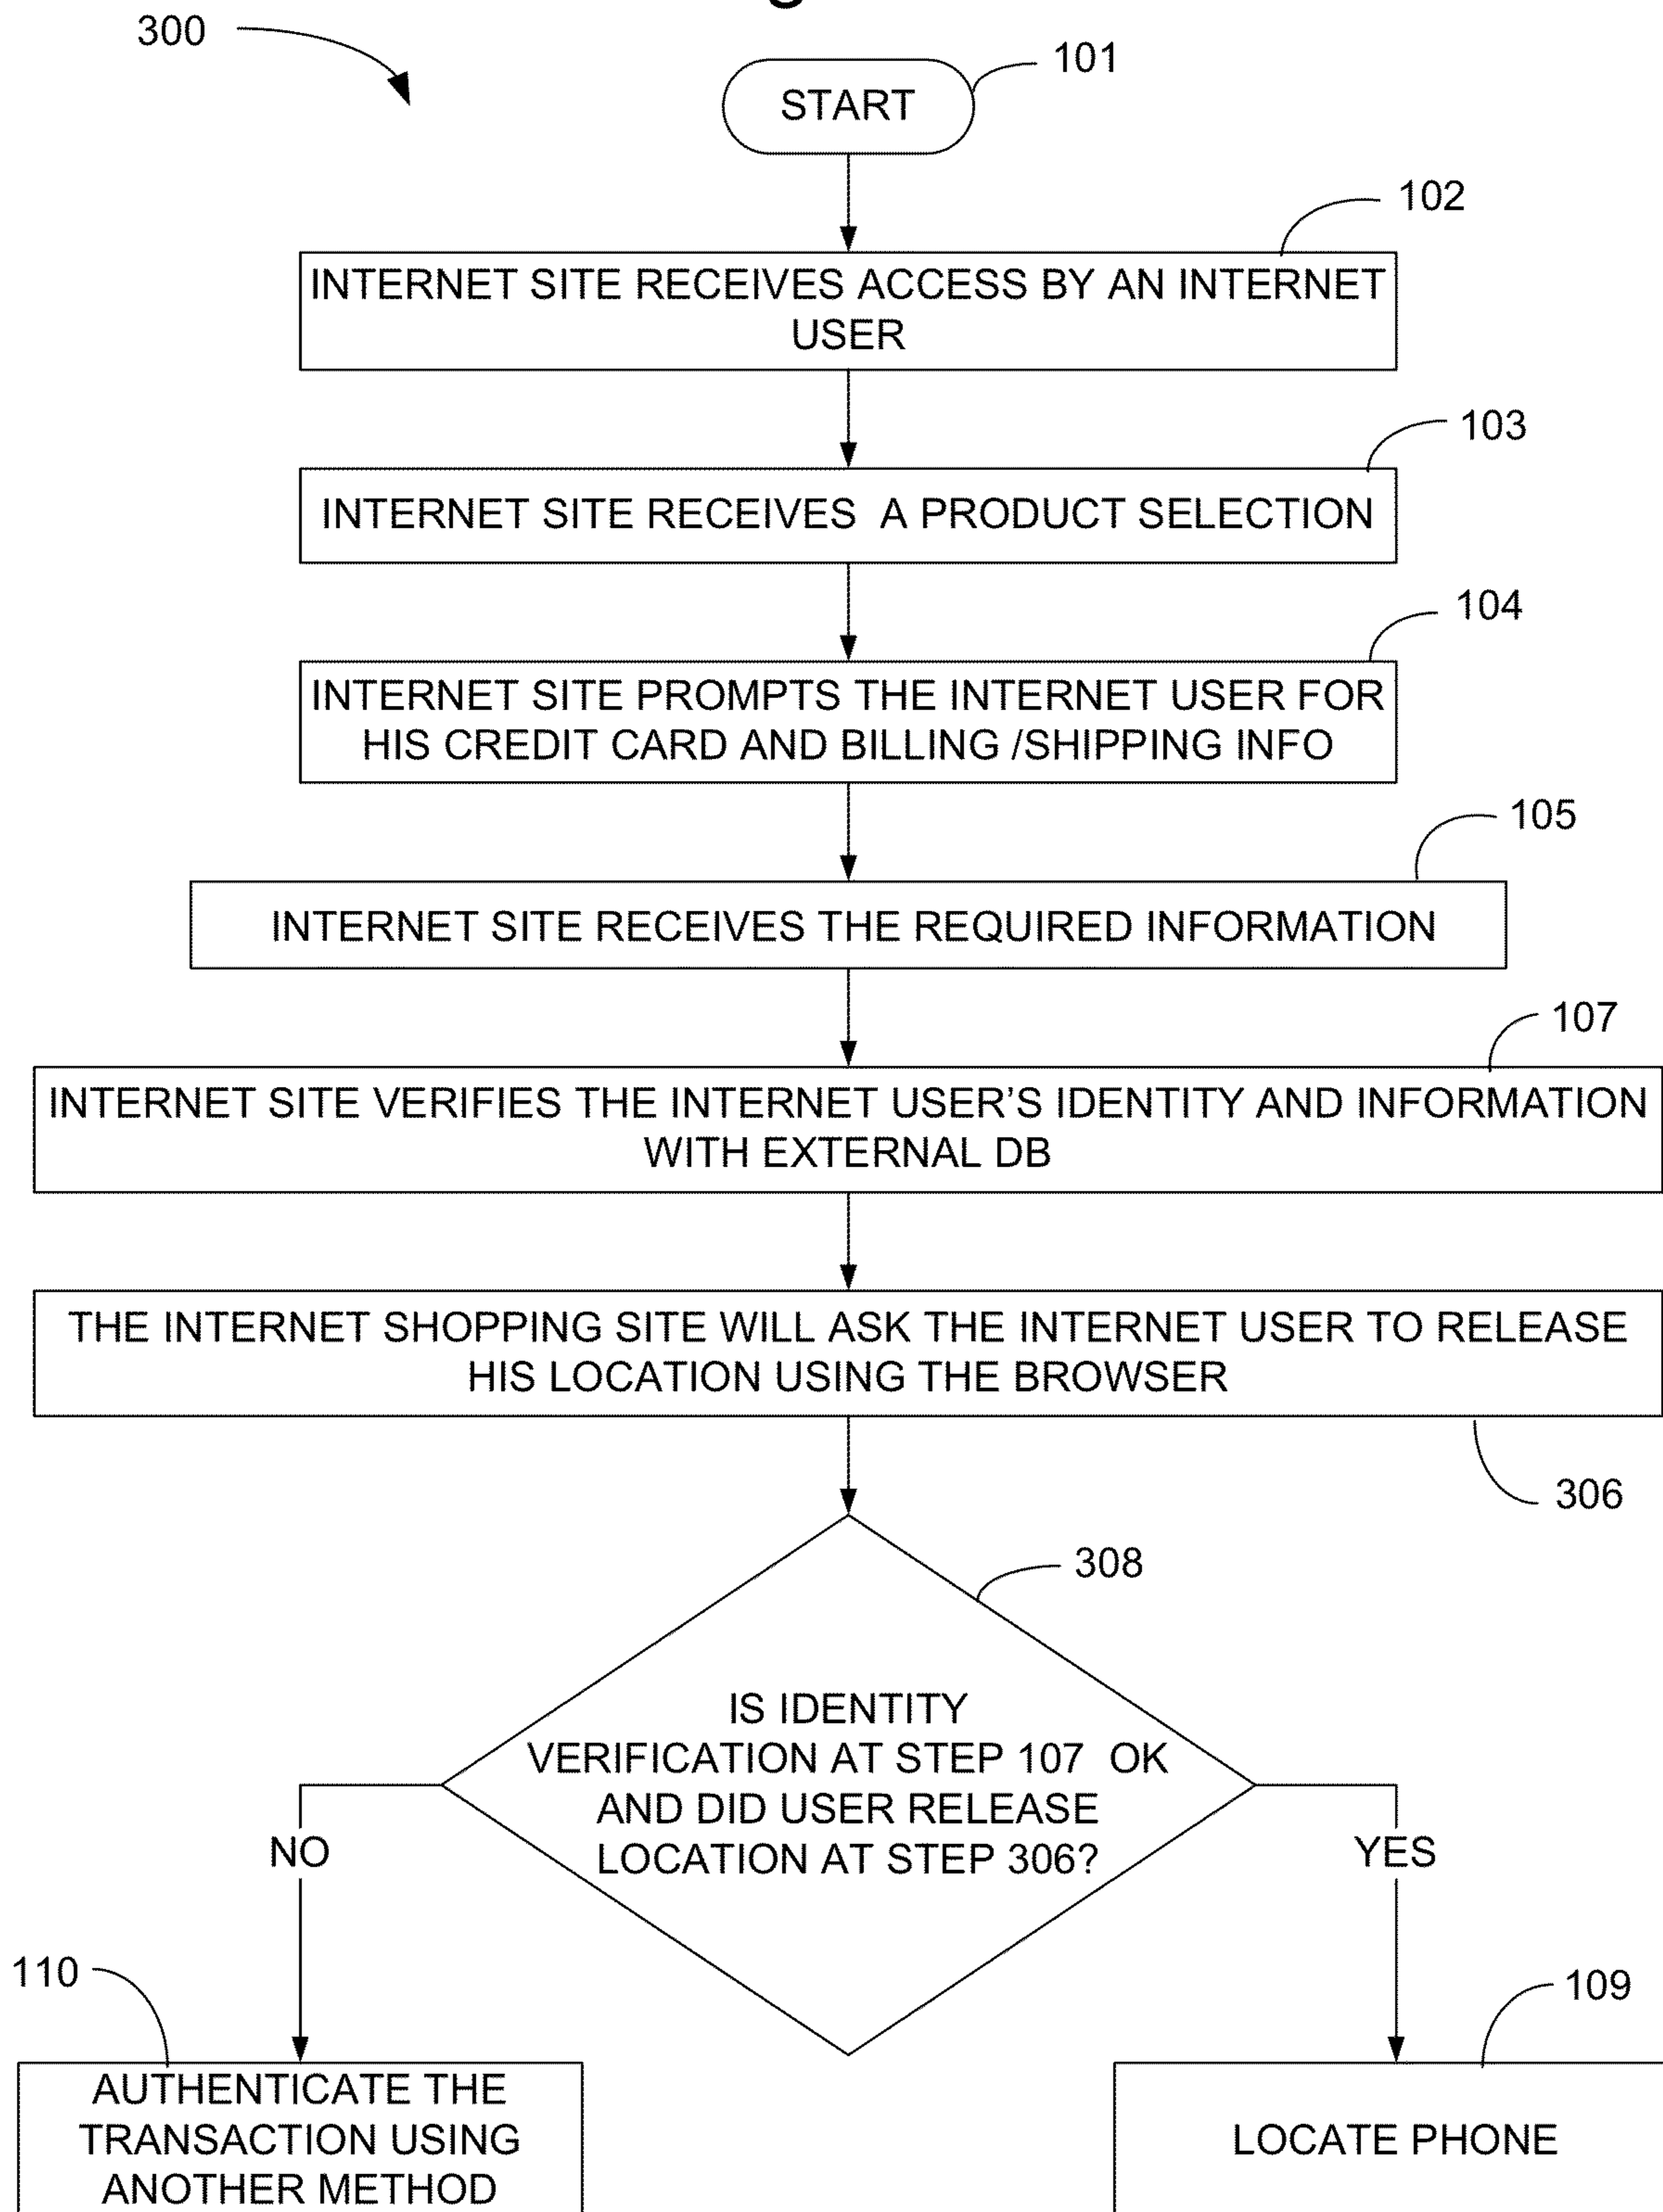 300
101
START
102
INTERNET SITE RECEIVES ACCESS BY AN INTERNET
USER
103
INTERNET SITE RECEIVES A PRODUCT SELECTION
104
INTERNET SITE PROMPTS THE INTERNET USER FOR
HIS CREDIT CARD AND BILLING /SHIPPING INFO
105
INTERNET SITE RECEIVES THE REQUIRED INFORMATION
107
INTERNET SITE VERIFIES THE INTERNET USER’S IDENTITY AND INFORMATION
WITH EXTERNAL DB
THE INTERNET SHOPPING SITE WILL ASK THE INTERNET USER TO RELEASE
HIS LOCATION USING THE BROWSER
306
308
IS IDENTITY
VERIFICATION AT STEP 107 OK
AND DID USER RELEASE
LOCATION AT STEP 306?
NO
YES
110
109
AUTHENTICATE THE
TRANSACTION USING
ANOTHER METHOD
LOCATE PHONE